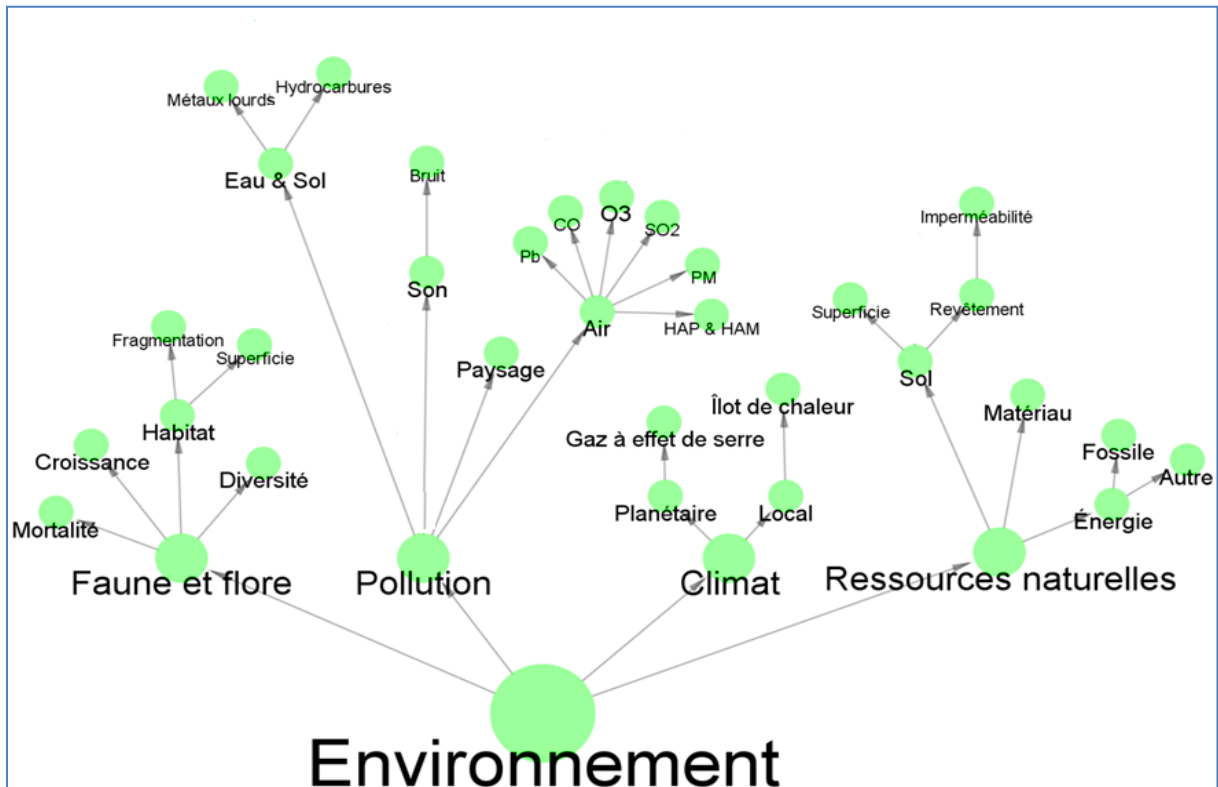 Hydrocarbures
Métaux lourds
Eau & Sol
Bruit
Imperméabilité
O3
CO
SO2
Pb
PM
Son
Superficie
Revêtement
HAP & HAM
Air
Fragmentation
Superficie
Paysage
Sol
Îlot de chaleur
Matériau
Habitat
Gaz à effet de serre
Fossile
Croissance
Diversité
Autre
Planétaire
Local
Énergie
Mortalité
Faune et flore
Pollution
Climat
Ressources naturelles
Environnement